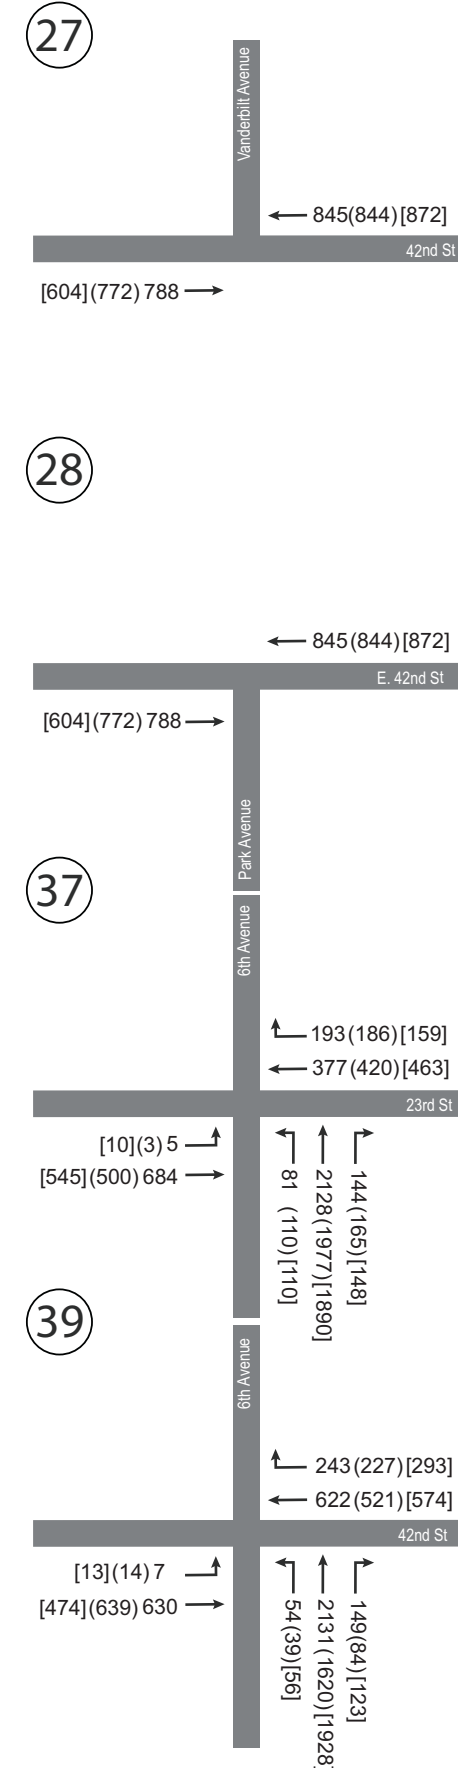 27
Vanderbilt Avenue
845(844)[872]
42nd St
[604](772) 788
28
845(844)[872]
E. 42nd St
[604](772) 788
Park Avenue
37
6th Avenue
193(186)[159]
377(420)[463]
23rd St
[10](3) 5
[545](500) 684
81 (110)[110]
2128(1977)[1890]
144(165)[148]
39
6th Avenue
243(227)[293]
622(521)[574]
42nd St
[13](14) 7
[474](639) 630
54(39)[56]
2131(1620)[1928]
149(84)[123]